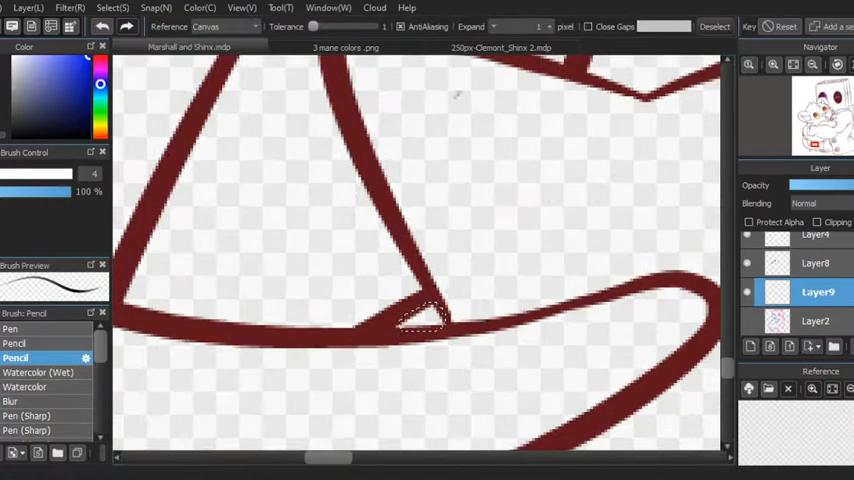 Layer(L) Filter(R) Select(S) Snap(N) Color(C) View(V) Tool(T) Window(W) Cloud Help
Reference Canvas Tolerance 1 AntiAliasing Expand 1 pixel Close Gaps Deselect Key Reset Add a se
Color Marshall and Shinx.mdp 3 mane colors .png 250px-Clemont_Shinx 2.mdp Navigator
Brush Control
4
100 %
Brush Preview
Brush: Pencil
Pen
Pencil
Pencil
Watercolor (Wet)
Watercolor
Blur
Pen (Sharp)
Pen (Sharp)
Layer
Opacity
Blending Normal
Protect Alpha Clipping
Layer4
Layer8
Layer9
Layer2
Reference